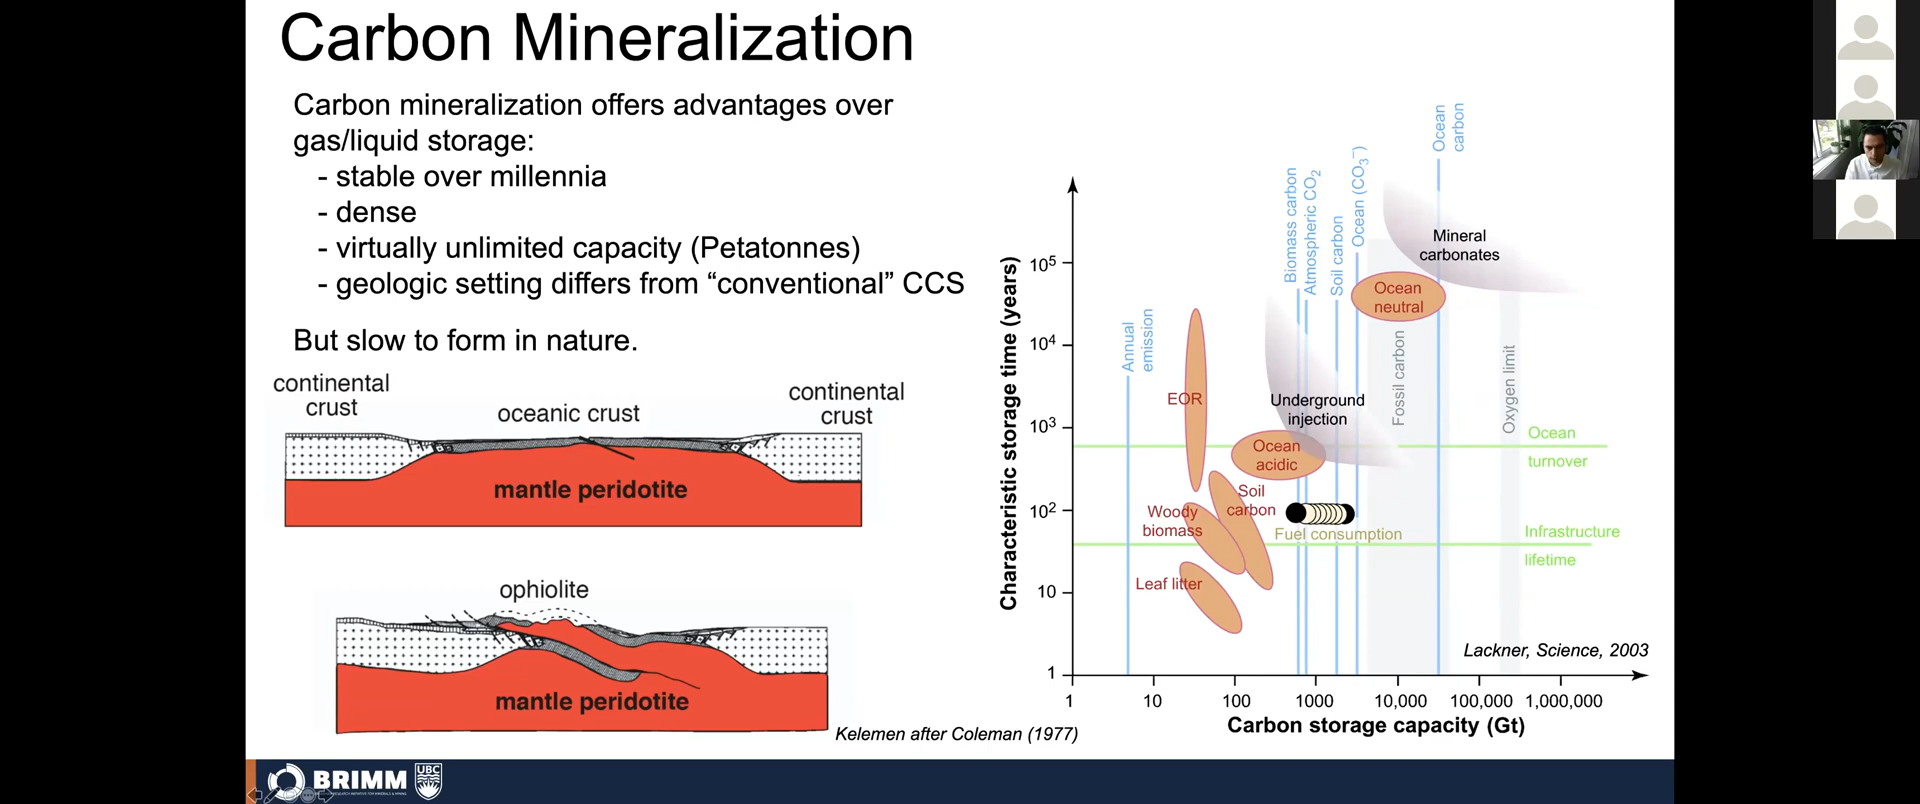 Carbon Mineralization
Carbon mineralization offers advantages over
gas/liquid storage:
- stable over millennia
- dense
- virtually unlimited capacity (Petatonnes)
- geologic setting differs from “conventional” CCS
But slow to form in nature.
continental
crust
oceanic crust
continental
crust
mantle peridotite
ophiolite
mantle peridotite
Kelemen after Coleman (1977)
Characteristic storage time (years)
10⁵
10⁴
10³
10²
10
1
Annual
emission
Biomass carbon
Atmospheric CO₂
Soil carbon
Ocean (CO₃⁻)
Ocean
carbon
Mineral
carbonates
Ocean
neutral
Fossil carbon
Oxygen limit
EOR
Underground
injection
Ocean
acidic
Ocean
turnover
Soil
carbon
Woody
biomass
Fuel consumption
Infrastructure
lifetime
Leaf litter
Lackner, Science, 2003
1 10 100 1000 10,000 100,000 1,000,000
Carbon storage capacity (Gt)
BRIMM
UBC